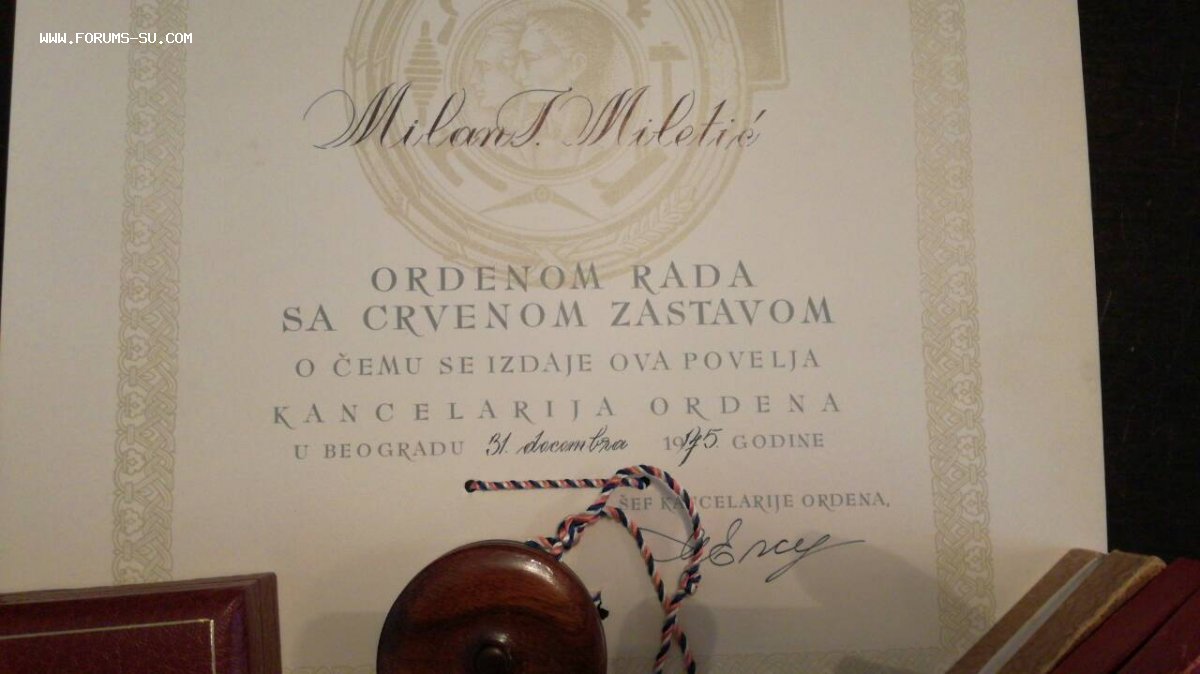 WWW.FORUMS-SU.COM
Milan T. Miletić
ORDENOM RADA
SA CRVENOM ZASTAVOM
O ČEMU SE IZDAJE OVA POVELJA
KANCELARIJA ORDENA
U BEOGRADU 31. decembra 1975. GODINE
ŠEF KANCELARIJE ORDENA,